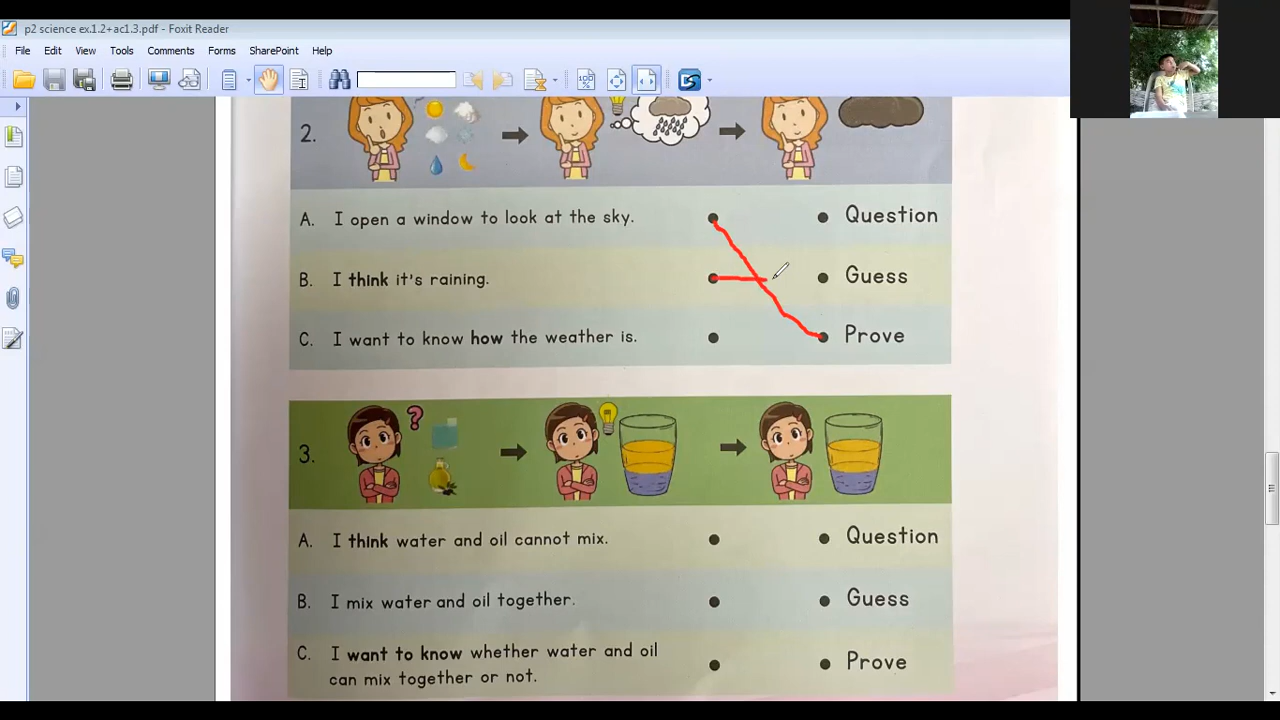 p2 science ex.1.2+ac1.3.pdf - Foxit Reader
File Edit View Tools Comments Forms SharePoint Help
2.
A. I open a window to look at the sky. Question
B. I think it's raining. Guess
C. I want to know how the weather is. Prove
3.
?
A. I think water and oil cannot mix. Question
B. I mix water and oil together. Guess
C. I want to know whether water and oil
can mix together or not. Prove